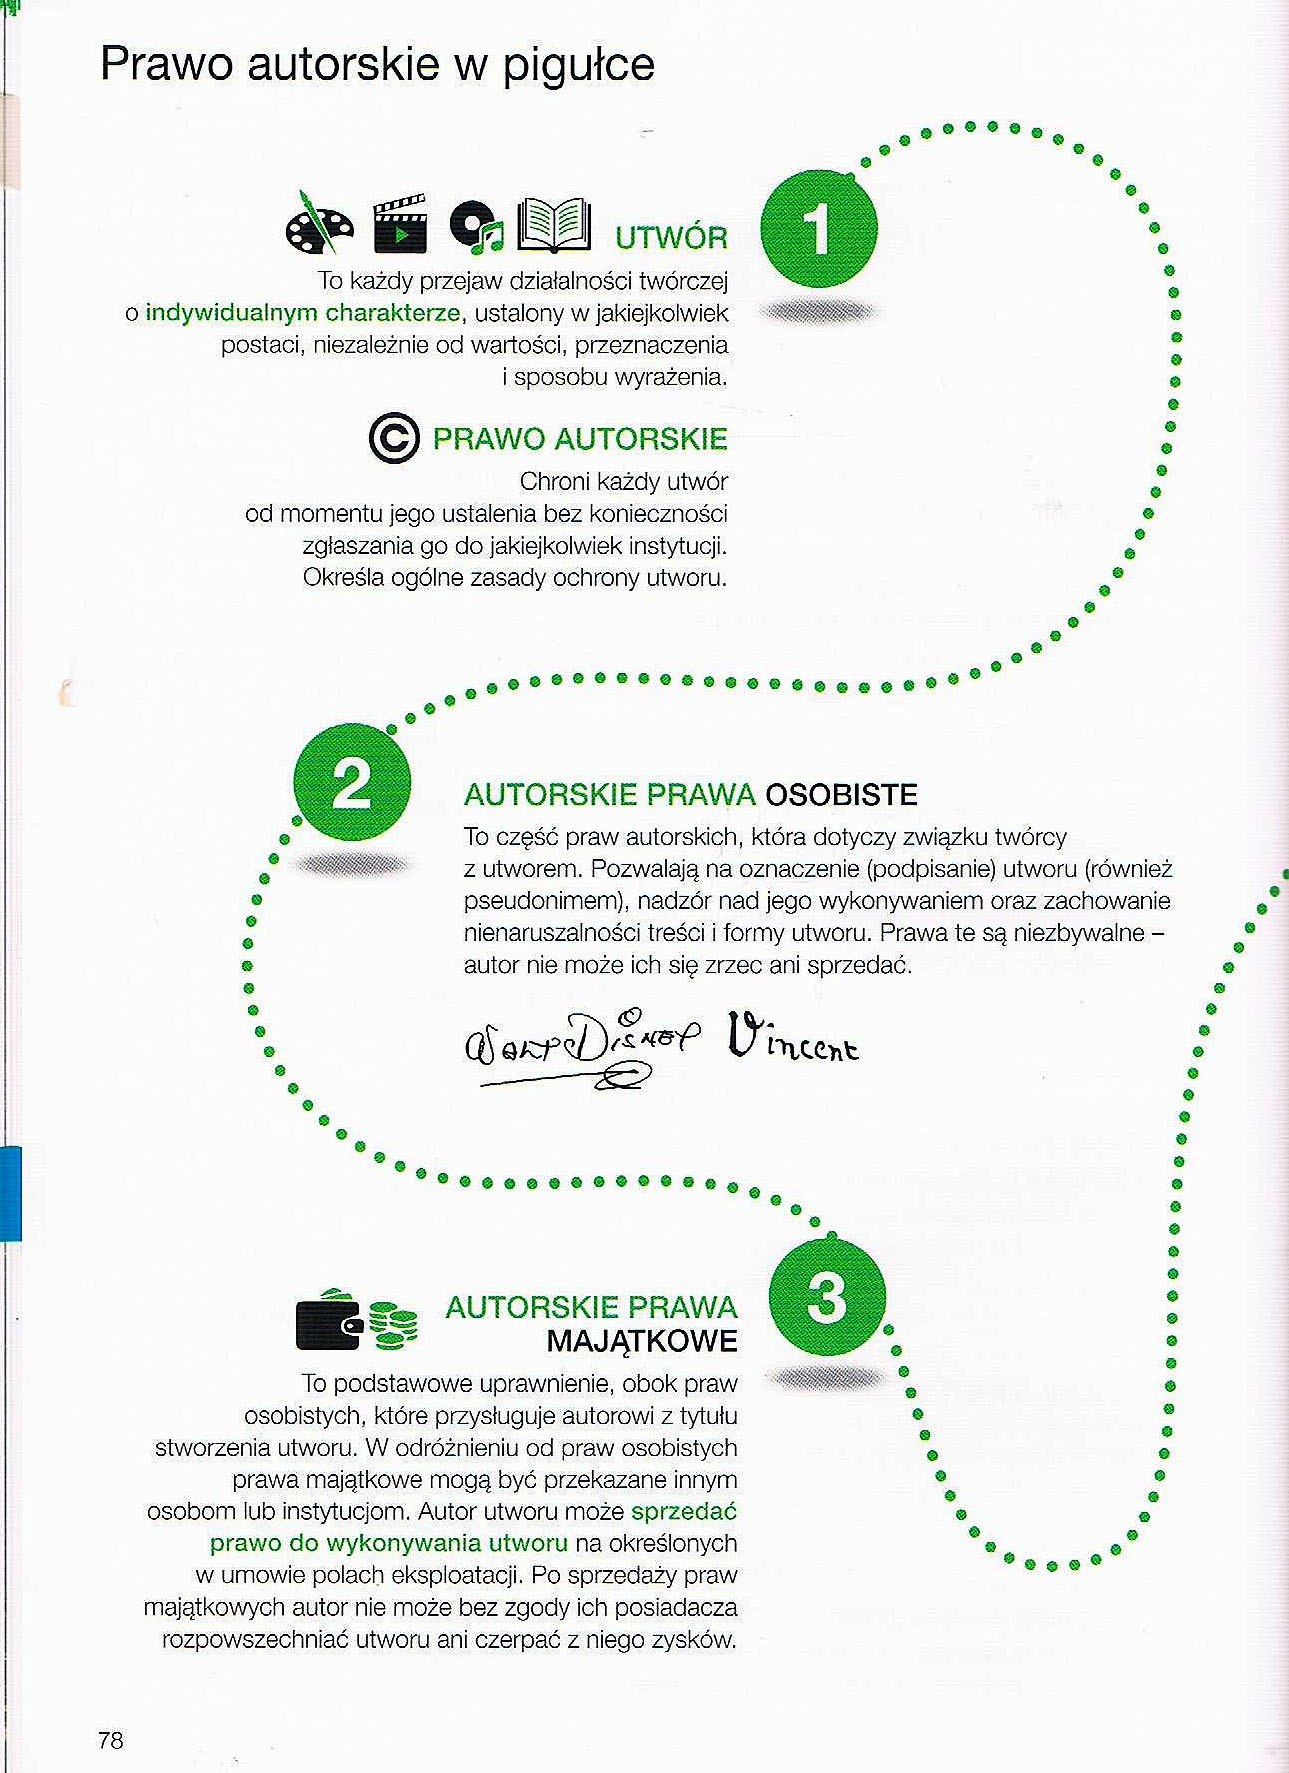 Prawo autorskie w pigułce
1
UTWÓR
To każdy przejaw działalności twórczej
o indywidualnym charakterze, ustalony w jakiejkolwiek
postaci, niezależnie od wartości, przeznaczenia
i sposobu wyrażenia.
© PRAWO AUTORSKIE
Chroni każdy utwór
od momentu jego ustalenia bez konieczności
zgłaszania go do jakiejkolwiek instytucji.
Określa ogólne zasady ochrony utworu.
2
AUTORSKIE PRAWA OSOBISTE
To część praw autorskich, która dotyczy związku twórcy
z utworem. Pozwalają na oznaczenie (podpisanie) utworu (również
pseudonimem), nadzór nad jego wykonywaniem oraz zachowanie
nienaruszalności treści i formy utworu. Prawa te są niezbywalne –
autor nie może ich się zrzec ani sprzedać.
Walt Disney Vincent
3
AUTORSKIE PRAWA
MAJĄTKOWE
To podstawowe uprawnienie, obok praw
osobistych, które przysługuje autorowi z tytułu
stworzenia utworu. W odróżnieniu od praw osobistych
prawa majątkowe mogą być przekazane innym
osobom lub instytucjom. Autor utworu może sprzedać
prawo do wykonywania utworu na określonych
w umowie polach eksploatacji. Po sprzedaży praw
majątkowych autor nie może bez zgody ich posiadacza
rozpowszechniać utworu ani czerpać z niego zysków.
78